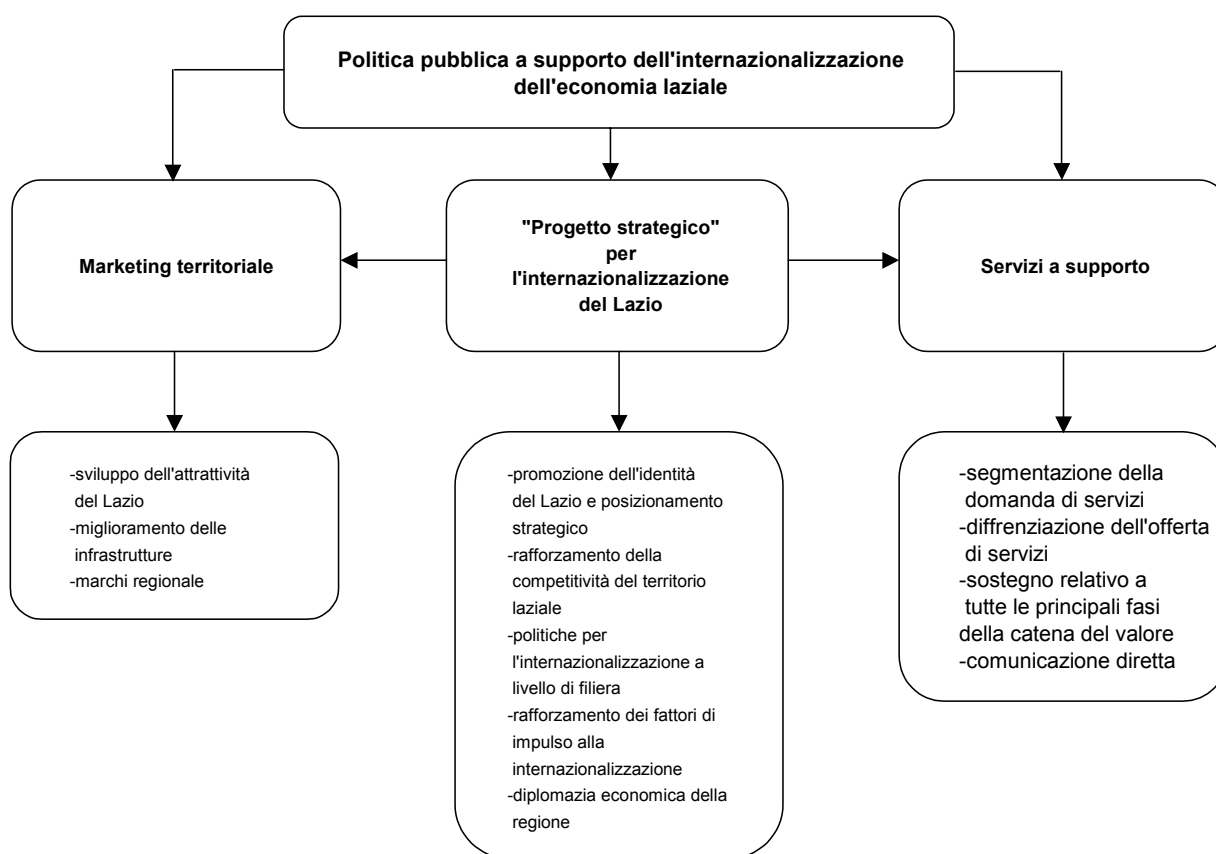 Politica pubblica a supporto dell'internazionalizzazione
dell'economia laziale
Marketing territoriale
"Progetto strategico"
per
l'internazionalizzazione
del Lazio
Servizi a supporto
-sviluppo dell'attrattività
del Lazio
-miglioramento delle
infrastrutture
-marchi regionale
-promozione dell'identità
del Lazio e posizionamento
strategico
-rafforzamento della
competitività del territorio
laziale
-politiche per
l'internazionalizzazione a
livello di filiera
-rafforzamento dei fattori di
impulso alla
internazionalizzazione
-diplomazia economica della
regione
-segmentazione della
domanda di servizi
-diffrenziazione dell'offerta
di servizi
-sostegno relativo a
tutte le principali fasi
della catena del valore
-comunicazione diretta